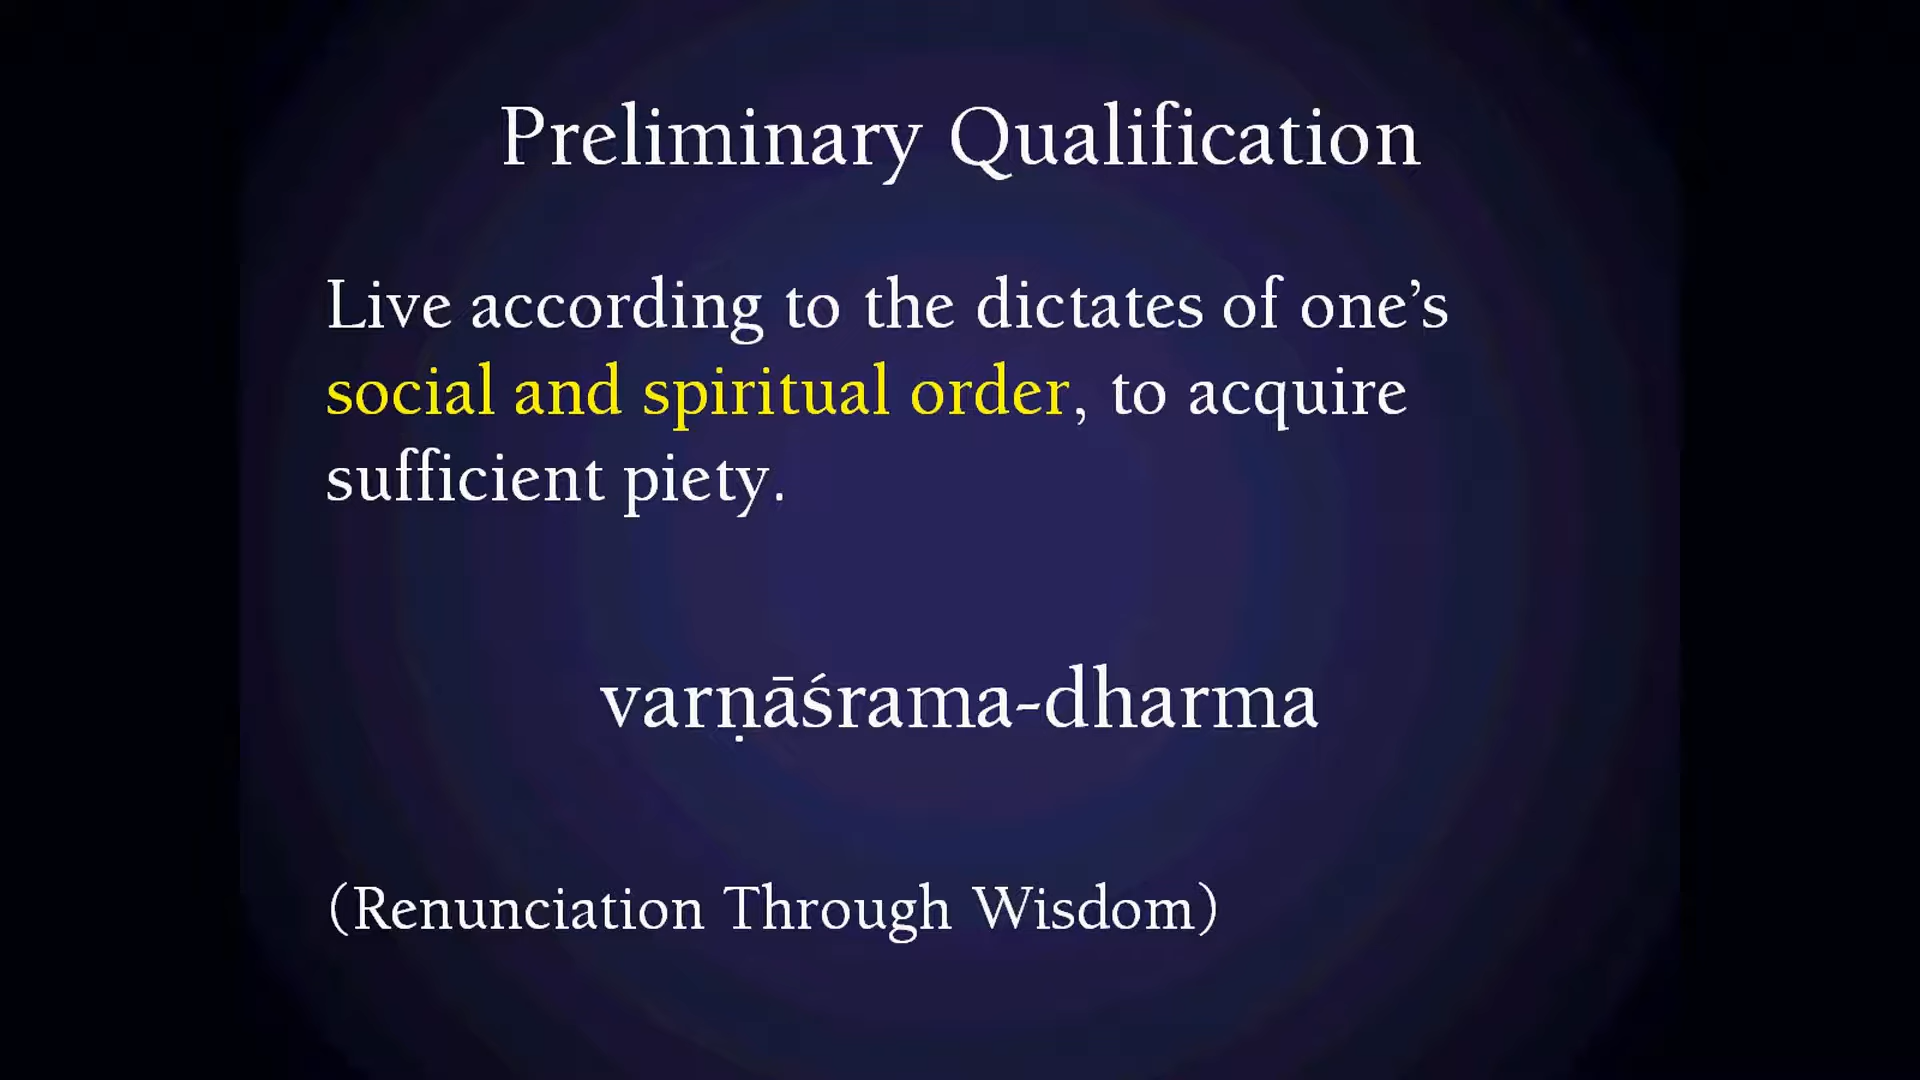 Preliminary Qualification
Live according to the dictates of one’s
social and spiritual order, to acquire
sufficient piety.
varṇāśrama-dharma
(Renunciation Through Wisdom)